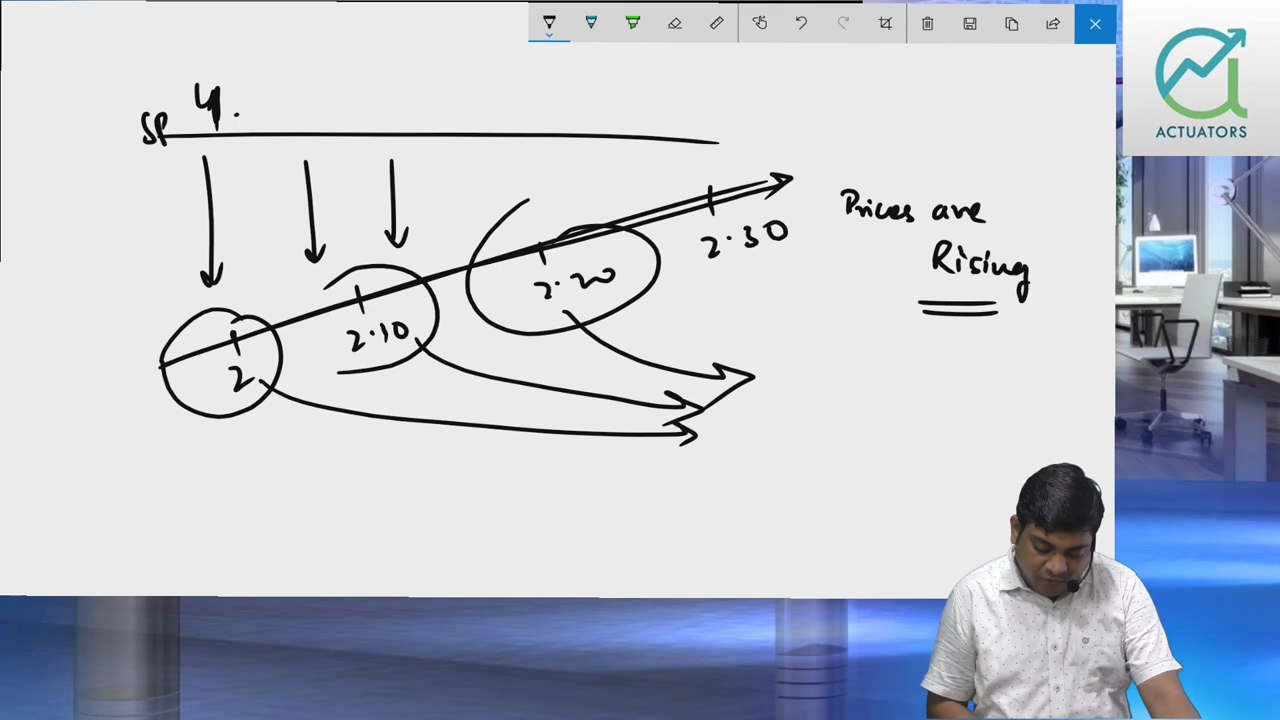 4.
SP
2
2.10
2.20
2.30
Prices are
Rising
ACTUATORS